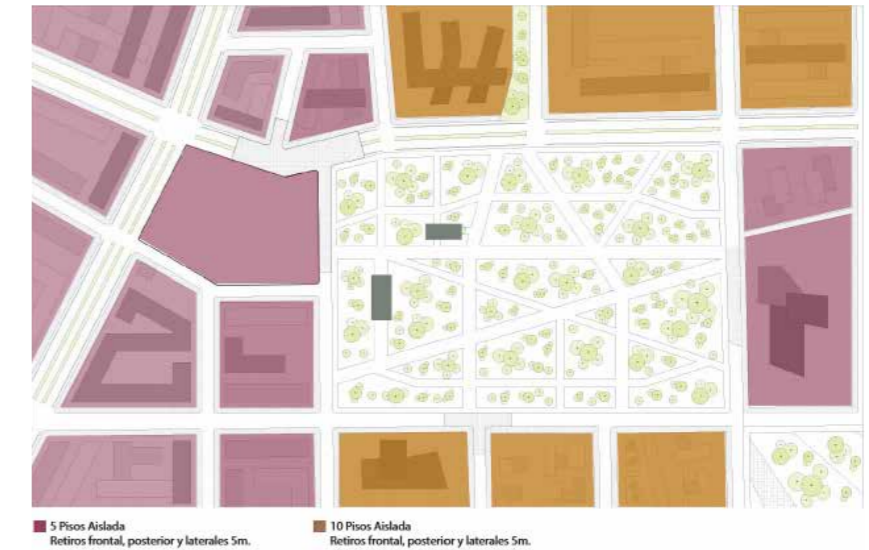 5 Pisos Aislada
Retiros frontal, posterior y laterales 5m.
10 Pisos Aislada
Retiros frontal, posterior y laterales 5m.